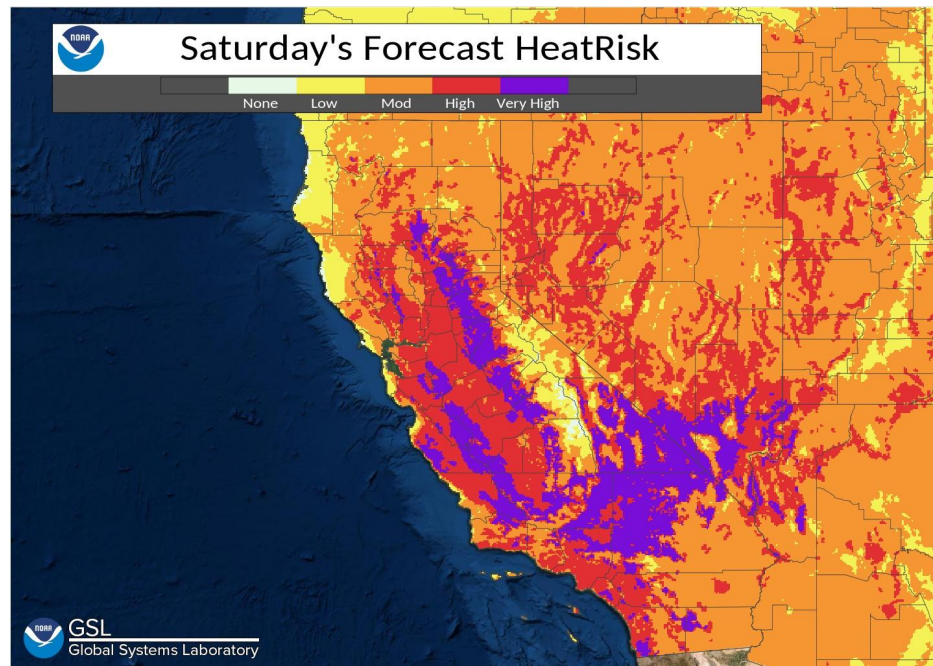 NOAA
Saturday's Forecast HeatRisk
None Low Mod High Very High
NOAA
GSL
Global Systems Laboratory